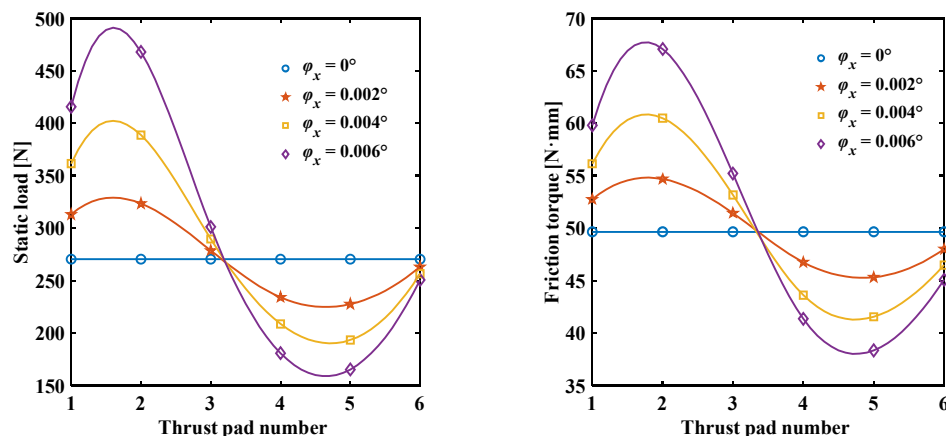 500
450
400
350
300
250
200
150
Static load [N]
φx = 0°
φx = 0.002°
φx = 0.004°
φx = 0.006°
1 2 3 4 5 6
Thrust pad number
70
65
60
55
50
45
40
35
Friction torque [N·mm]
φx = 0°
φx = 0.002°
φx = 0.004°
φx = 0.006°
1 2 3 4 5 6
Thrust pad number